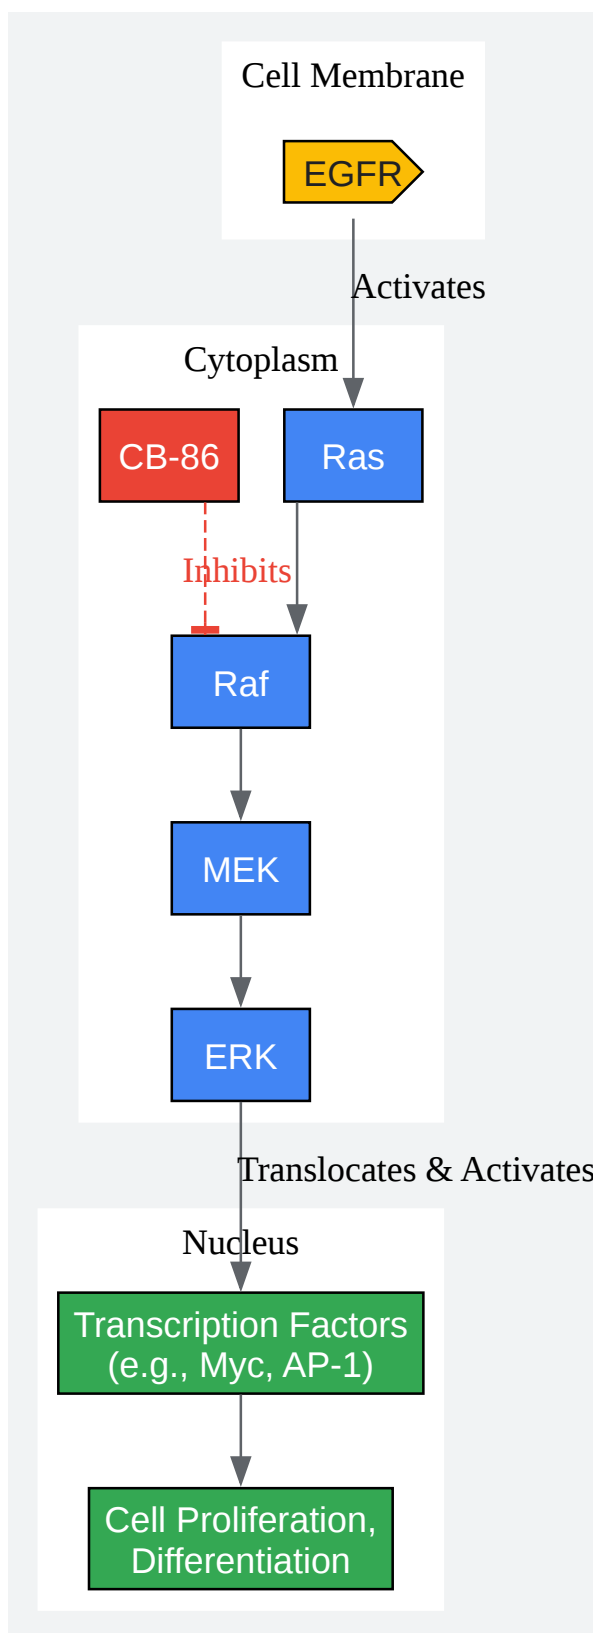 Cell Membrane
EGFR
Activates
Cytoplasm
CB-86
Ras
Inhibits
Raf
MEK
ERK
Translocates & Activates
Nucleus
Transcription Factors
(e.g., Myc, AP-1)
Cell Proliferation,
Differentiation